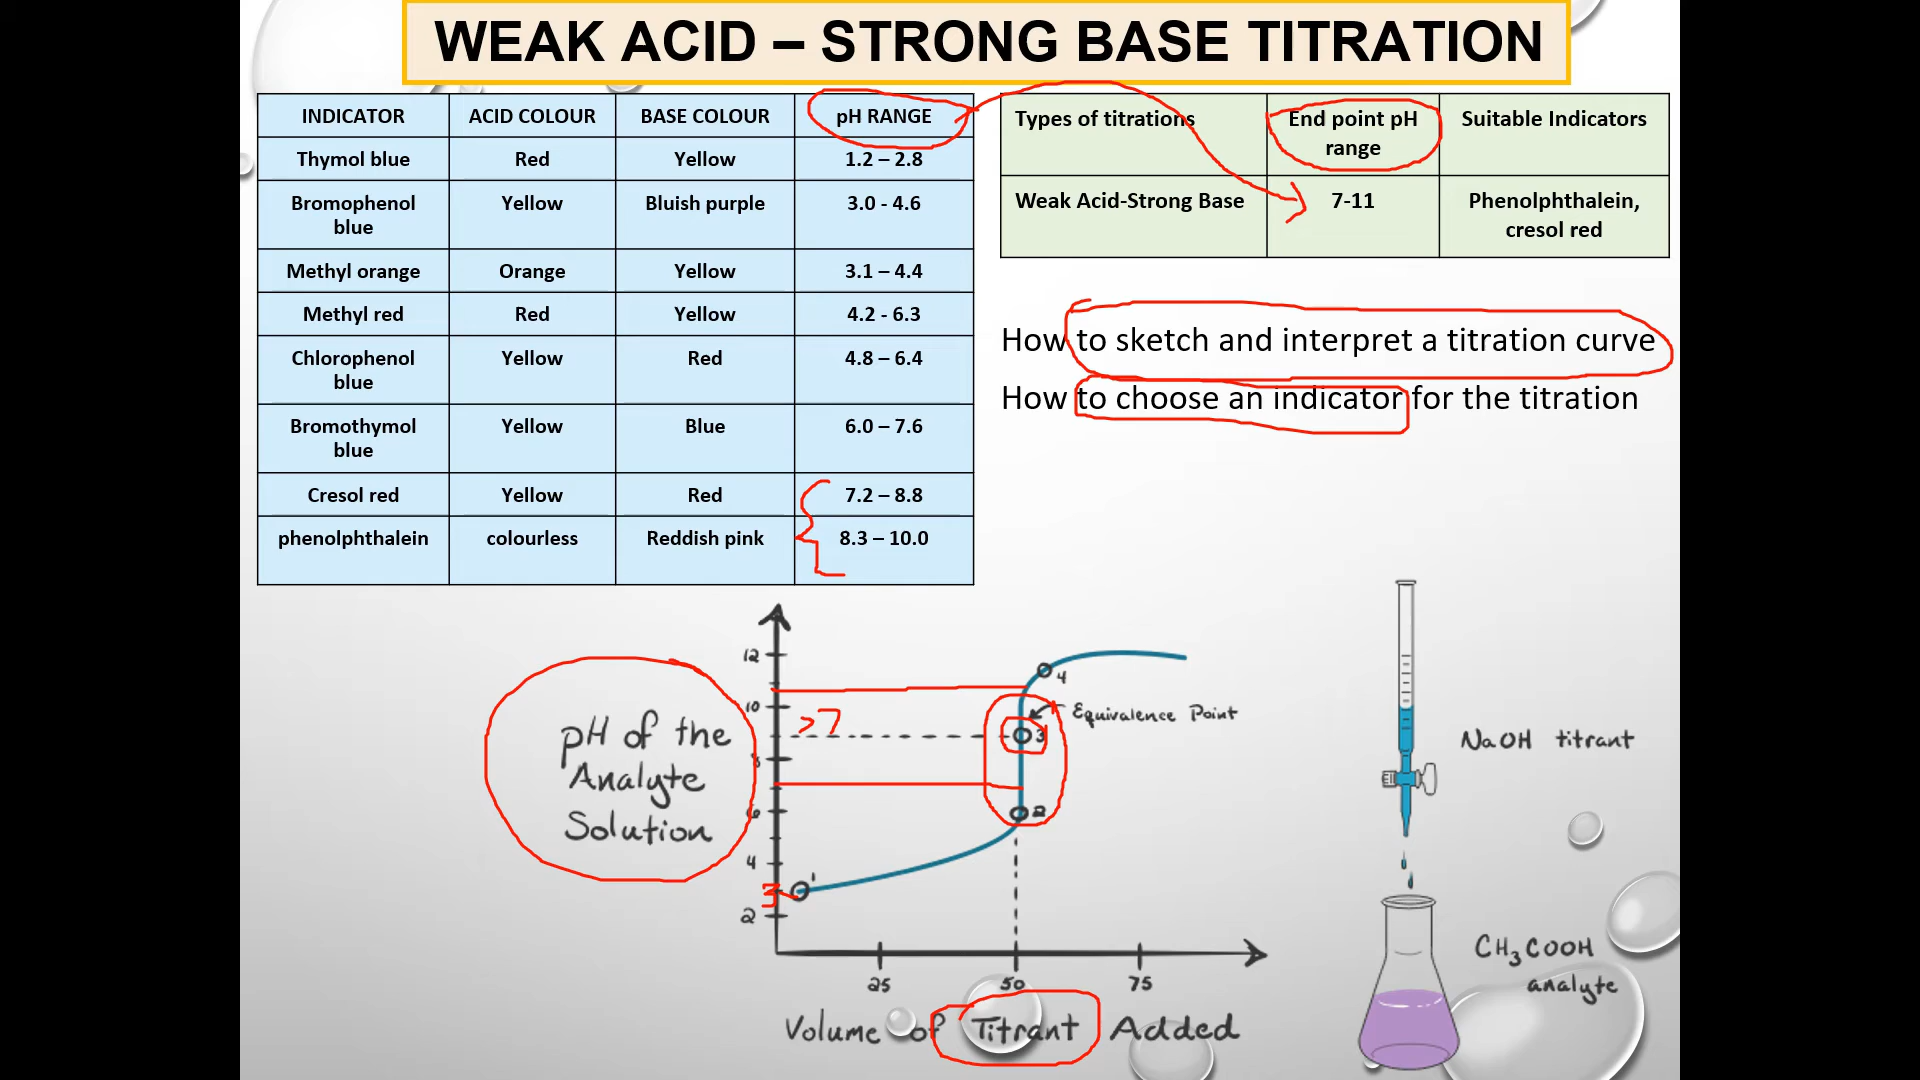 WEAK ACID – STRONG BASE TITRATION
INDICATOR ACID COLOUR BASE COLOUR pH RANGE
Thymol blue Red Yellow 1.2 – 2.8
Bromophenol blue Yellow Bluish purple 3.0 - 4.6
Methyl orange Orange Yellow 3.1 – 4.4
Methyl red Red Yellow 4.2 - 6.3
Chlorophenol blue Yellow Red 4.8 – 6.4
Bromothymol blue Yellow Blue 6.0 – 7.6
Cresol red Yellow Red 7.2 – 8.8
phenolphthalein colourless Reddish pink 8.3 – 10.0
Types of titrations End point pH range Suitable Indicators
Weak Acid-Strong Base 7-11 Phenolphthalein, cresol red
How to sketch and interpret a titration curve
How to choose an indicator for the titration
pH of the
Analyte
Solution
12
10
8
6
4
3
2
>7
1
2
3
4
Equivalence Point
25 50 75
Volume of Titrant Added
NaOH titrant
CH₃COOH
analyte